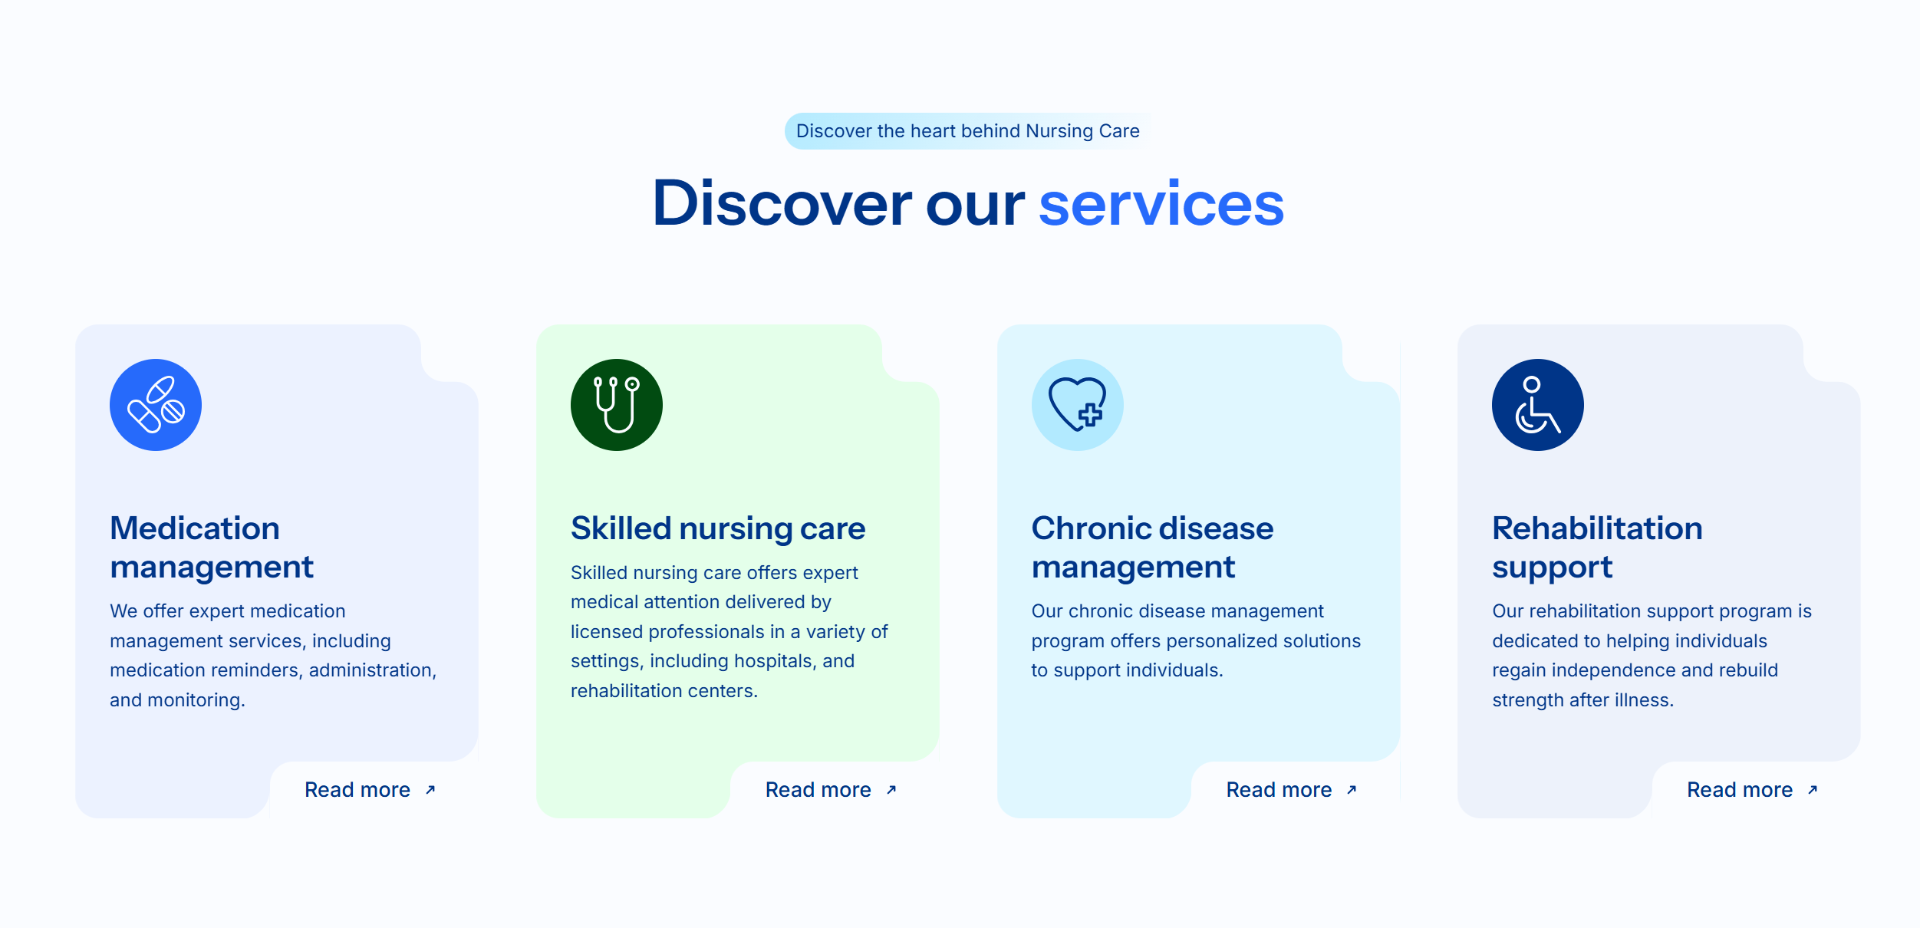 Discover the heart behind Nursing Care
Discover our services
Medication
management
We offer expert medication
management services, including
medication reminders, administration,
and monitoring.
Read more
Skilled nursing care
Skilled nursing care offers expert
medical attention delivered by
licensed professionals in a variety of
settings, including hospitals, and
rehabilitation centers.
Read more
Chronic disease
management
Our chronic disease management
program offers personalized solutions
to support individuals.
Read more
Rehabilitation
support
Our rehabilitation support program is
dedicated to helping individuals
regain independence and rebuild
strength after illness.
Read more